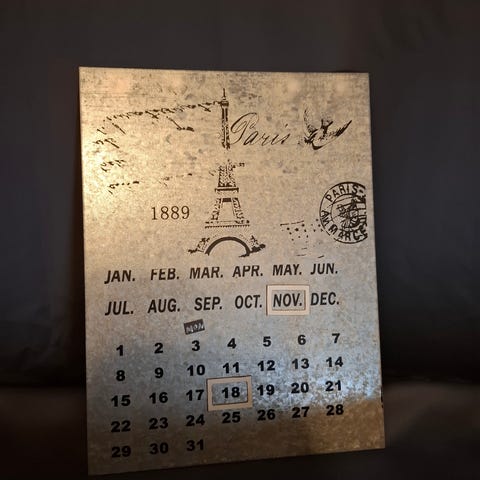 Paris
1889
PARIS
JAN. FEB. MAR. APR. MAY. JUN.
JUL. AUG. SEP. OCT. NOV. DEC.
MON
1 2 3 4 5 6 7
8 9 10 11 12 13 14
15 16 17 18 19 20 21
22 23 24 25 26 27 28
29 30 31